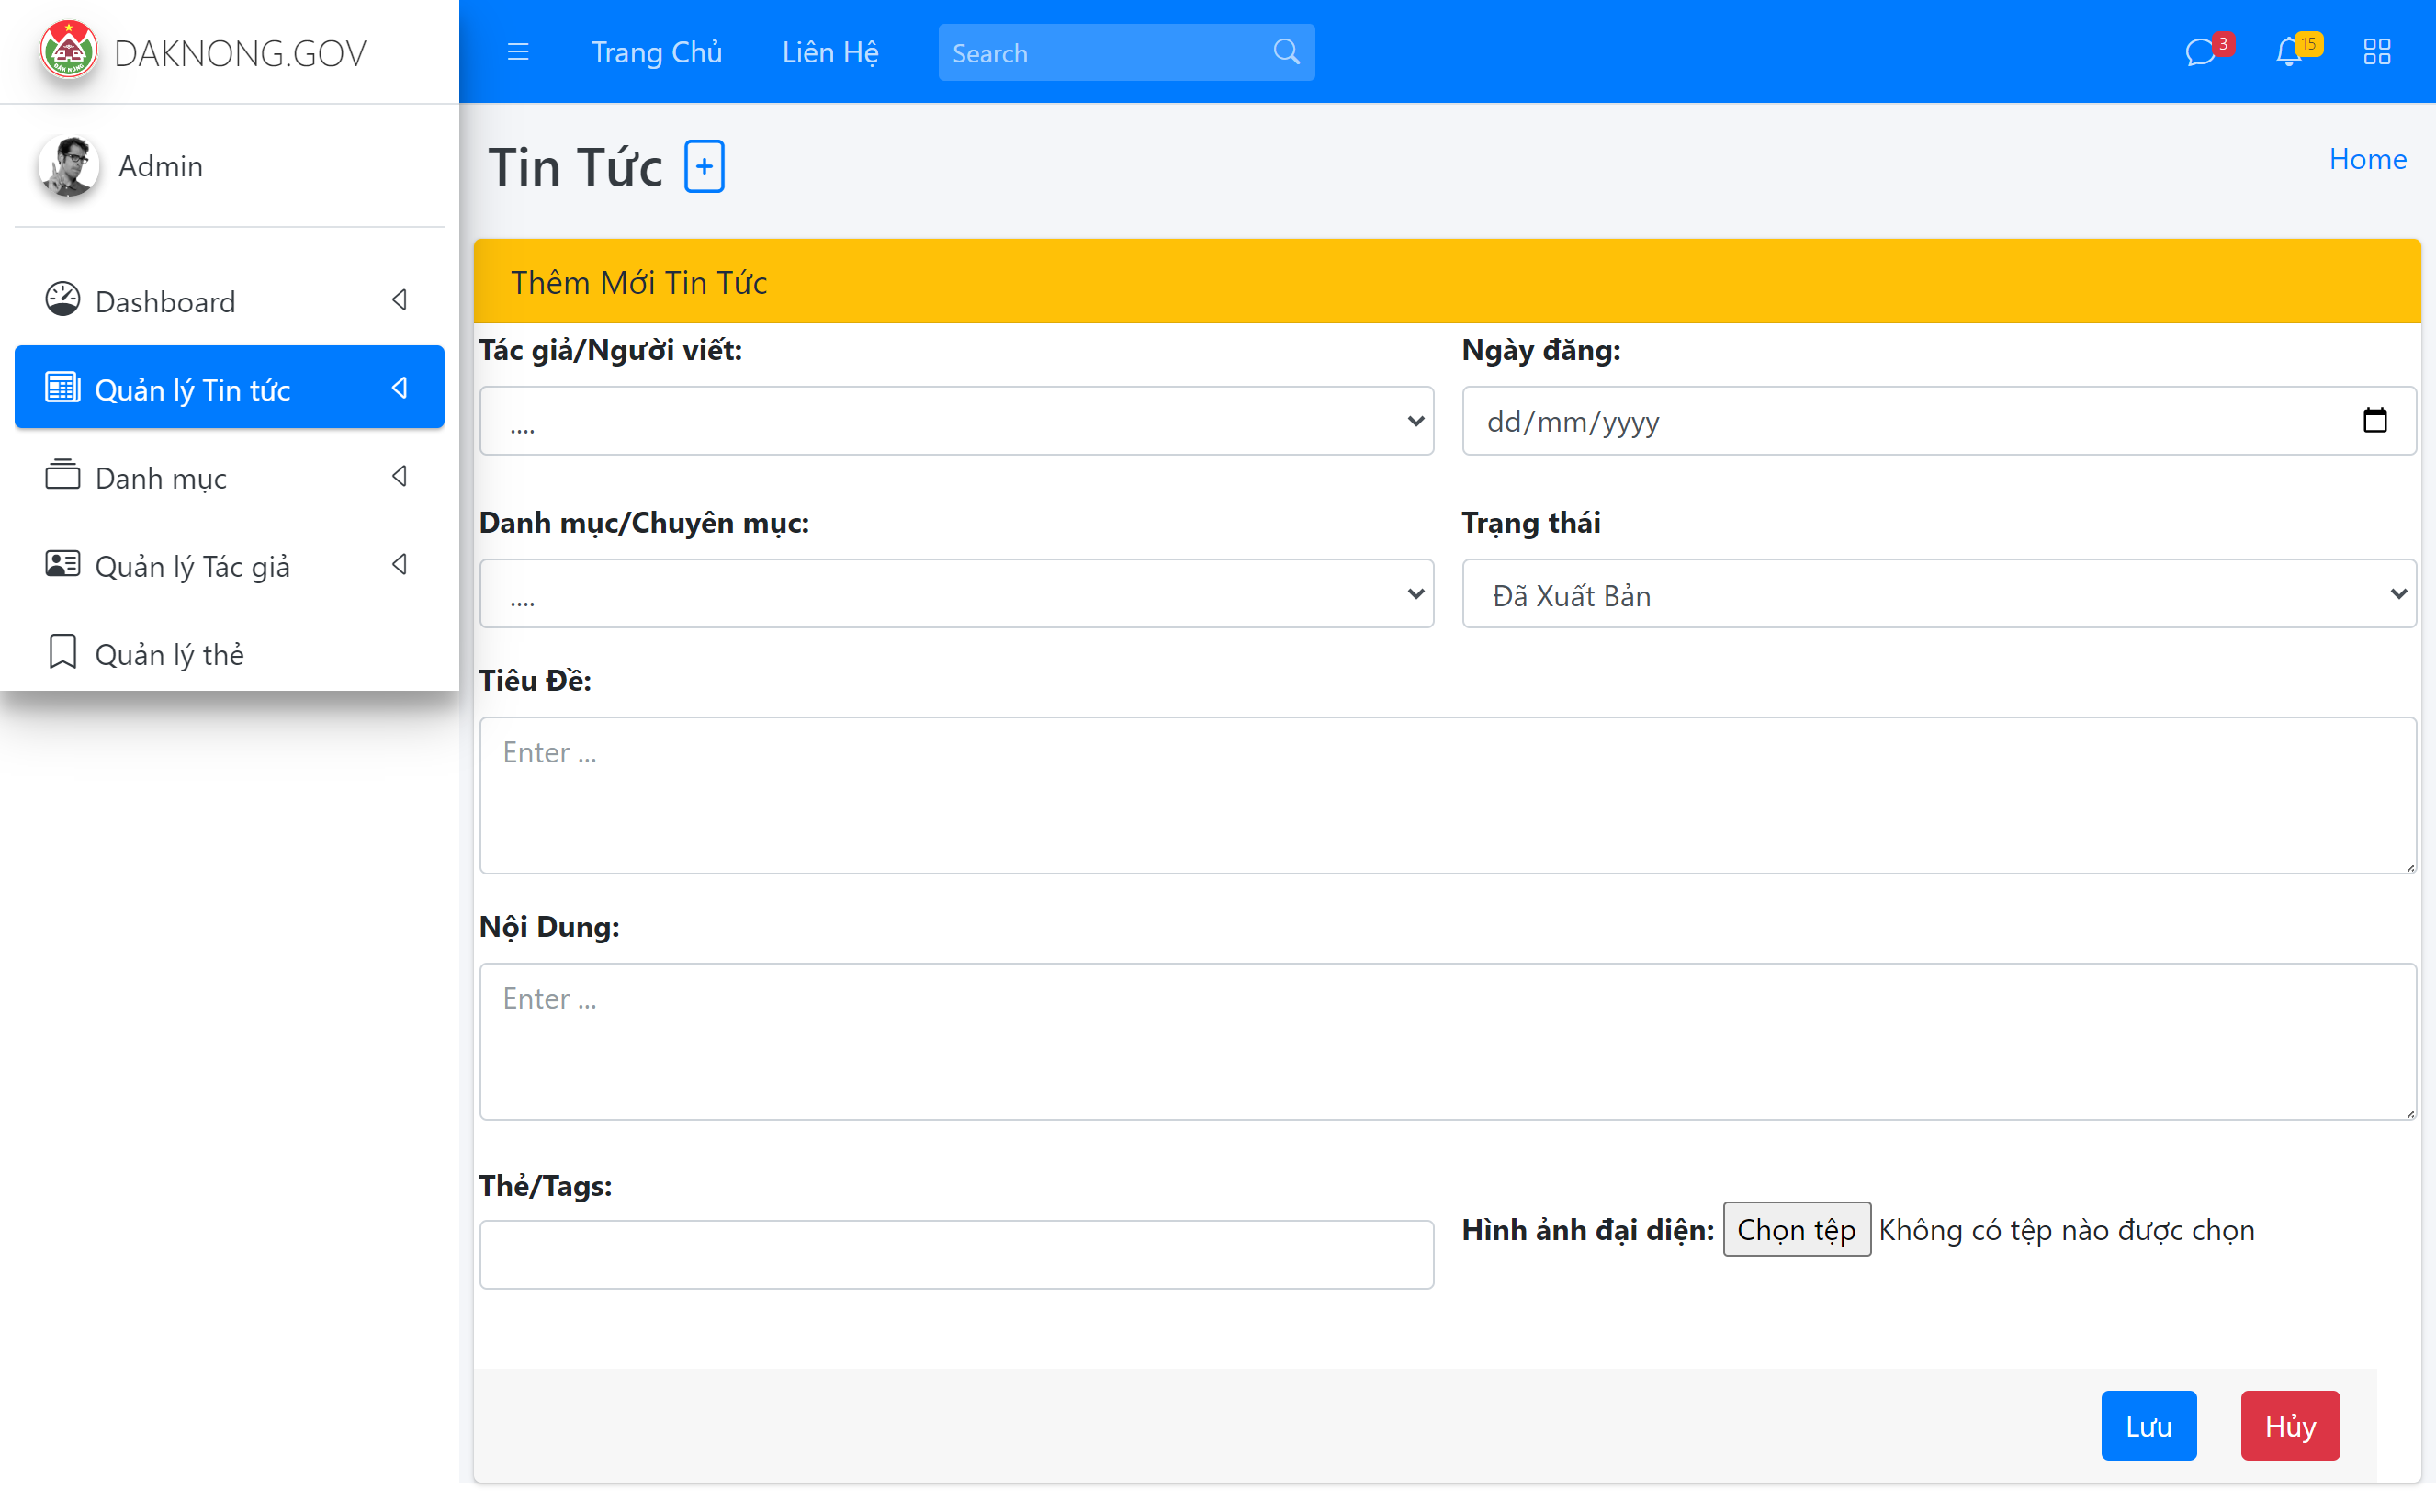 DAKNONG.GOV
Trang Chủ
Liên Hệ
Search
3
15
Admin
Dashboard
Quản lý Tin tức
Danh mục
Quản lý Tác giả
Quản lý thẻ
Tin Tức
Home
Thêm Mới Tin Tức
Tác giả/Người viết:
Ngày đăng:
....
dd/mm/yyyy
Danh mục/Chuyên mục:
Trạng thái
....
Đã Xuất Bản
Tiêu Đề:
Enter ...
Nội Dung:
Enter ...
Thẻ/Tags:
Hình ảnh đại diện: Chọn tệp Không có tệp nào được chọn
Lưu
Hủy